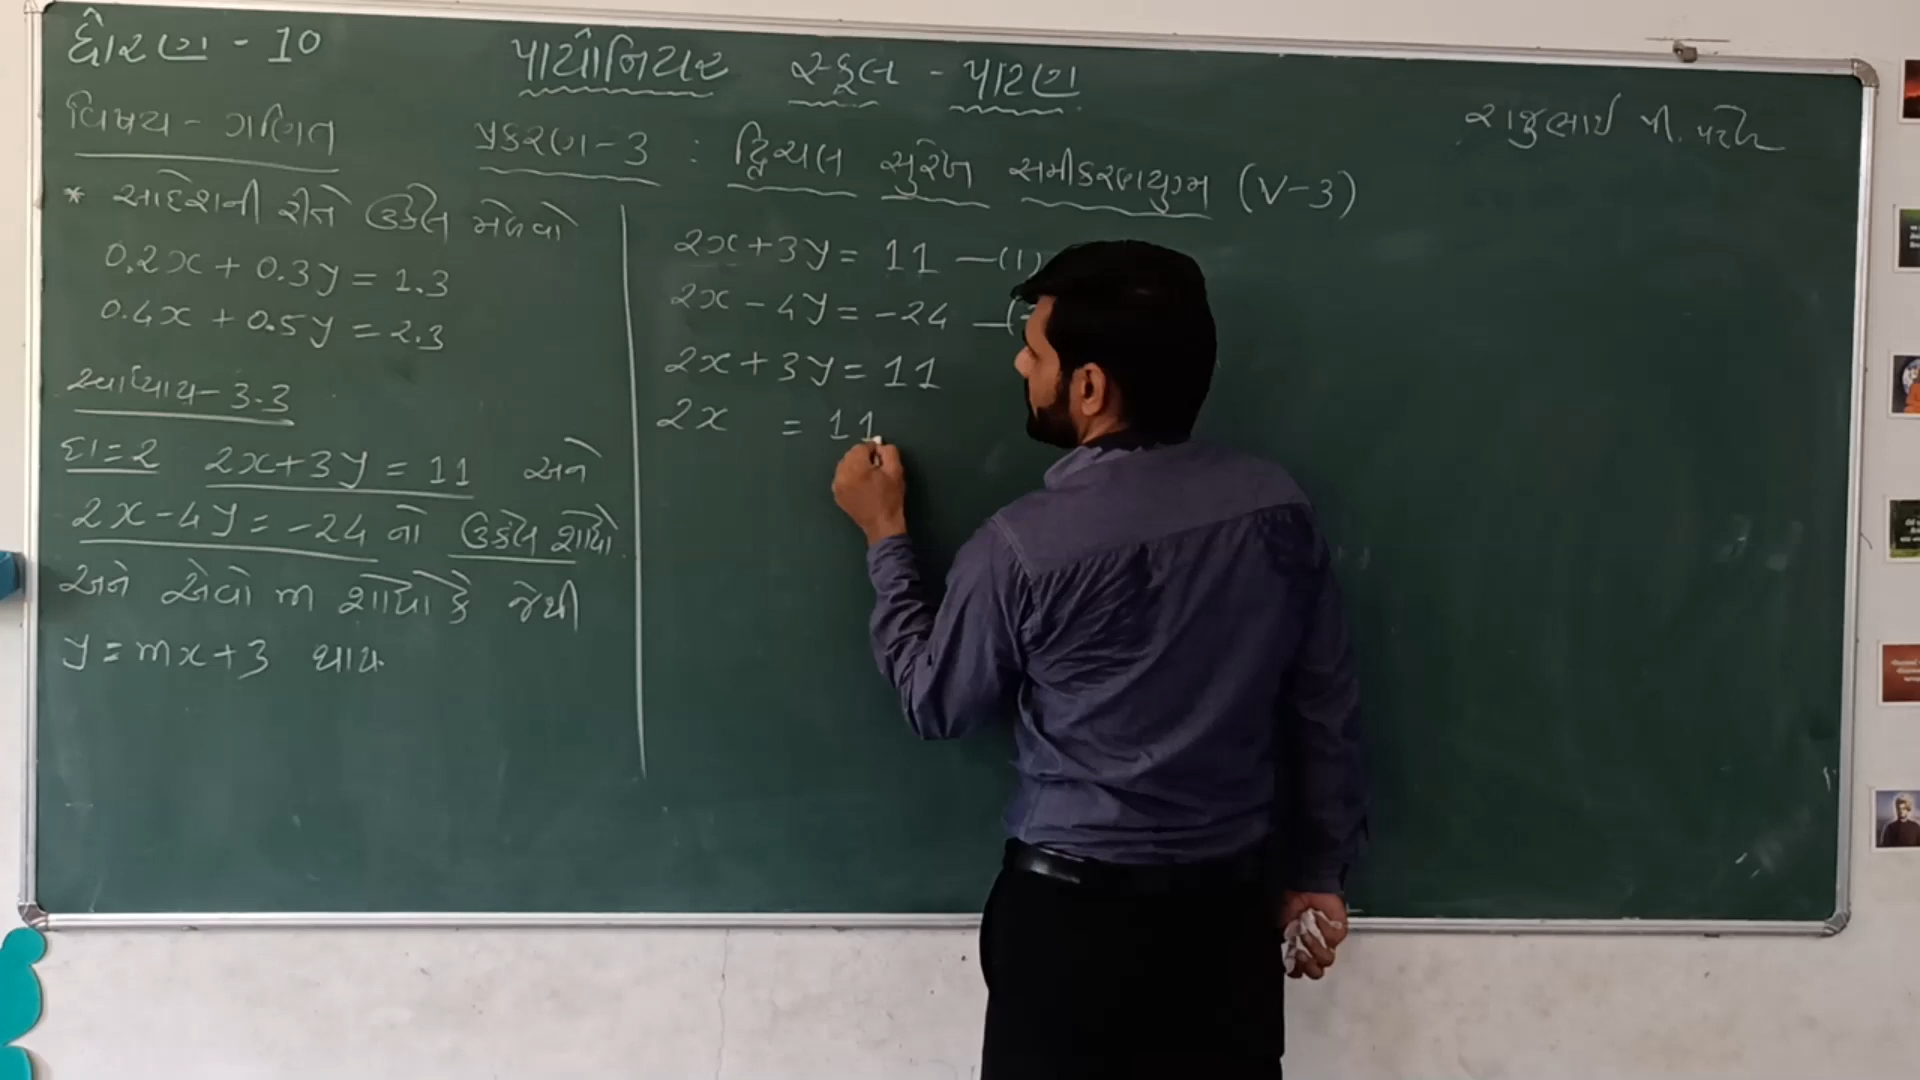 ધોરણ - 10
પાયોનિયર સ્કૂલ - પાટણ
વિષય - ગણિત
પ્રકરણ-3 : દ્વિચલ સુરેખ સમીકરણયુગ્મ (V-3)
રાજુભાઈ પી. પટેલ
* આદેશની રીતે ઉકેલ મેળવો
0.2x + 0.3y = 1.3
0.4x + 0.5y = 2.3
સ્વાધ્યાય - 3.3
દા=2 2x+3y = 11 અને
2x-4y = -24 નો ઉકેલ શોધો
અને એવો m શોધો કે જેથી
y = mx+3 થાય
2x+3y = 11 —(1)
2x - 4y = -24 —(
2x + 3y = 11
2x = 11